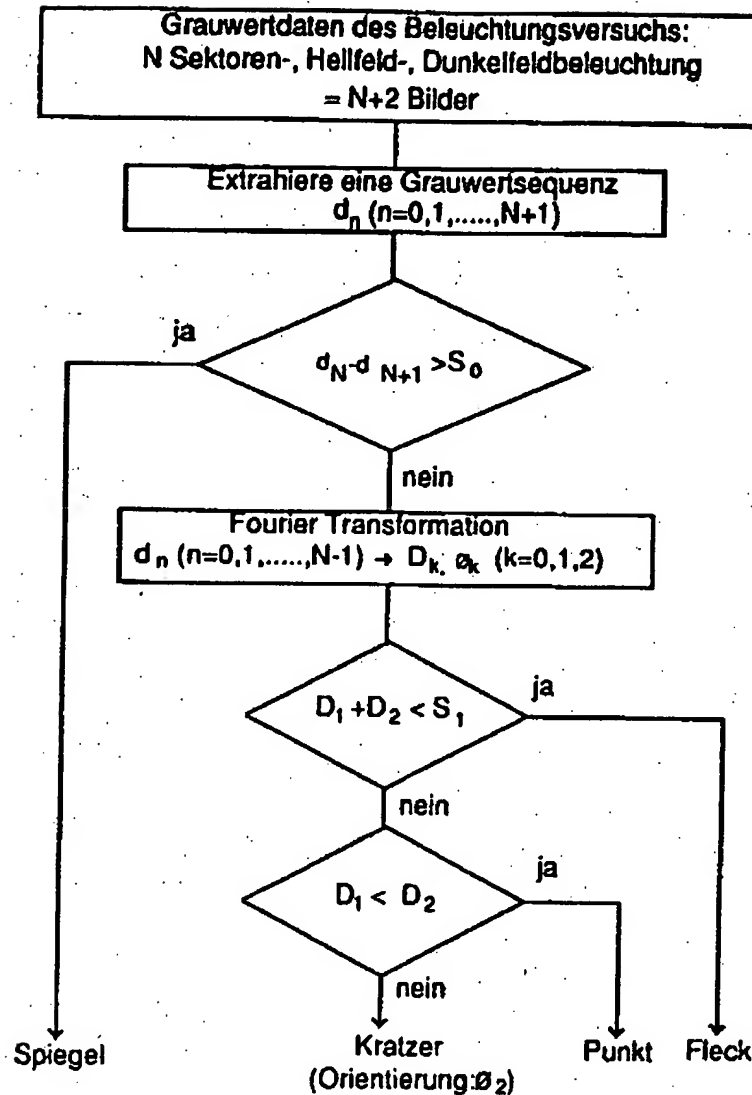 Grauwertdaten des Beleuchtungsversuchs:
N Sektoren-, Hellfeld-, Dunkelfeldbeleuchtung
= N+2 Bilder
Extrahiere eine Grauwertsequenz
d_n (n=0,1,.....,N+1)
ja
d_N-d_N+1 >S_0
nein
Fourier Transformation
d_n (n=0,1,.....,N-1) → D_k, ø_k (k=0,1,2)
D_1+D_2 < S_1
ja
nein
D_1 < D_2
ja
nein
Spiegel
Kratzer
(Orientierung:ø_2)
Punkt
Fleck